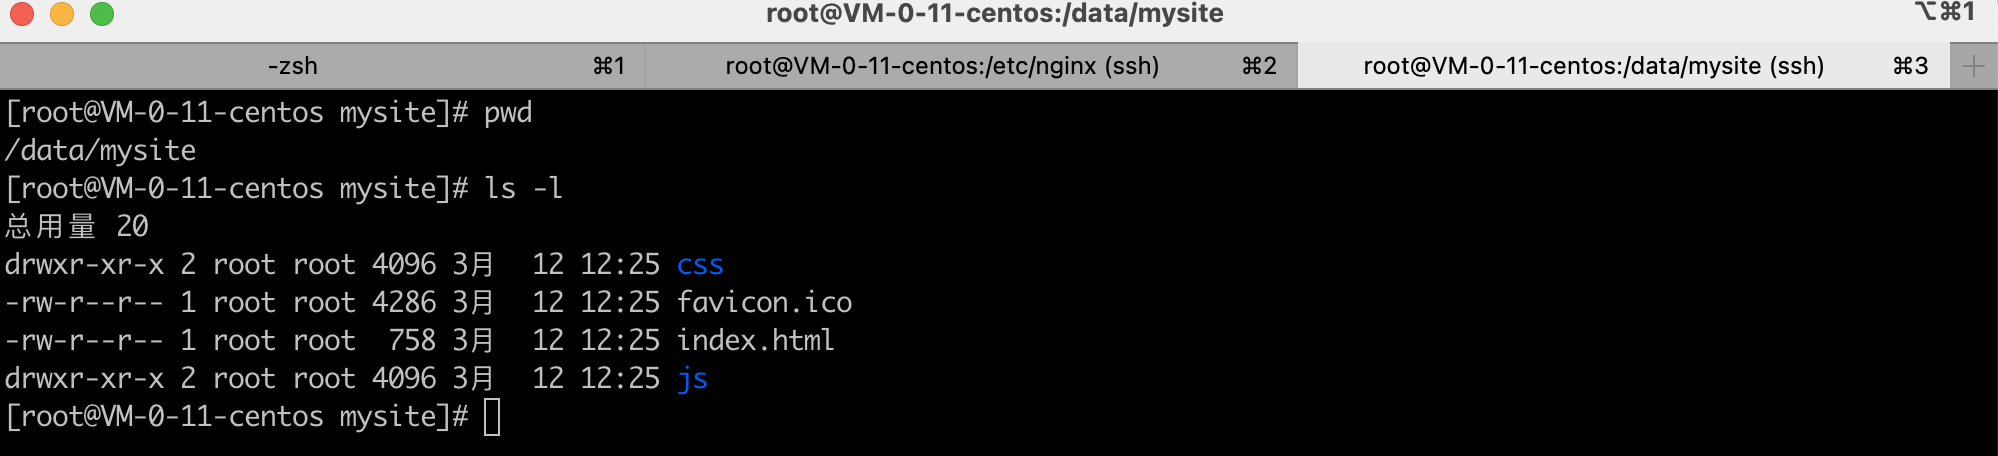 root@VM-0-11-centos:/data/mysite ⌥⌘1
-zsh ⌘1 root@VM-0-11-centos:/etc/nginx (ssh) ⌘2 root@VM-0-11-centos:/data/mysite (ssh) ⌘3 +
[root@VM-0-11-centos mysite]# pwd
/data/mysite
[root@VM-0-11-centos mysite]# ls -l
总用量 20
drwxr-xr-x 2 root root 4096 3月  12 12:25 css
-rw-r--r-- 1 root root 4286 3月  12 12:25 favicon.ico
-rw-r--r-- 1 root root  758 3月  12 12:25 index.html
drwxr-xr-x 2 root root 4096 3月  12 12:25 js
[root@VM-0-11-centos mysite]#